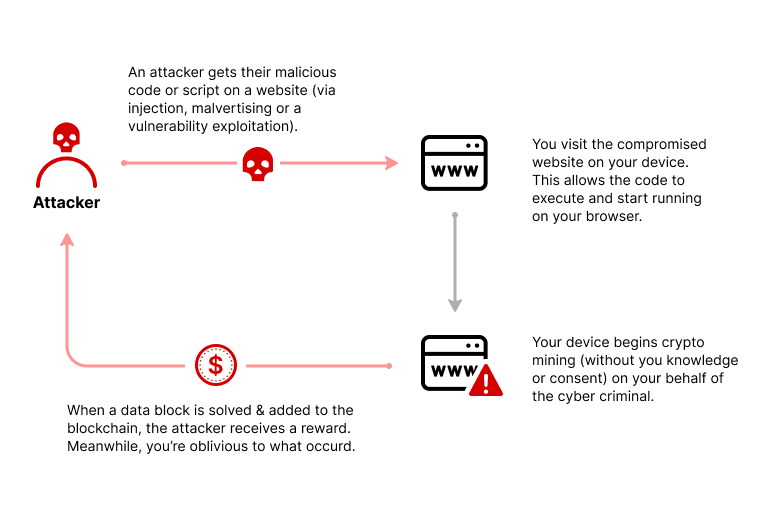 An attacker gets their malicious
code or script on a website (via
injection, malvertising or a
vulnerability exploitation).
Attacker
WWW
You visit the compromised
website on your device.
This allows the code to
execute and start running
on your browser.
WWW
Your device begins crypto
mining (without you knowledge
or consent) on your behalf of
the cyber criminal.
$
When a data block is solved & added to the
blockchain, the attacker receives a reward.
Meanwhile, you’re oblivious to what occurd.